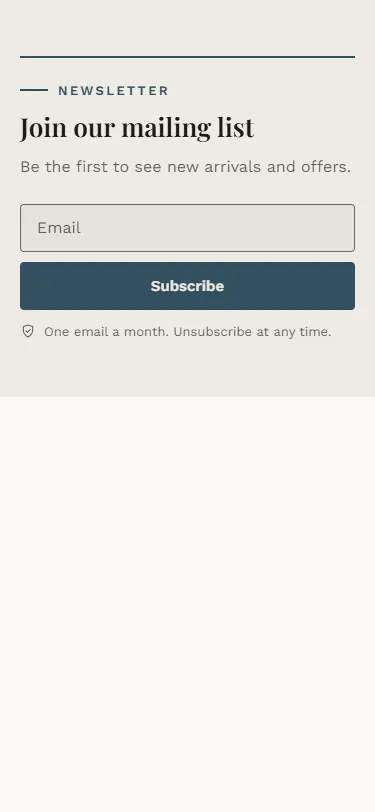 NEWSLETTER
Join our mailing list
Be the first to see new arrivals and offers.
Email
Subscribe
One email a month. Unsubscribe at any time.